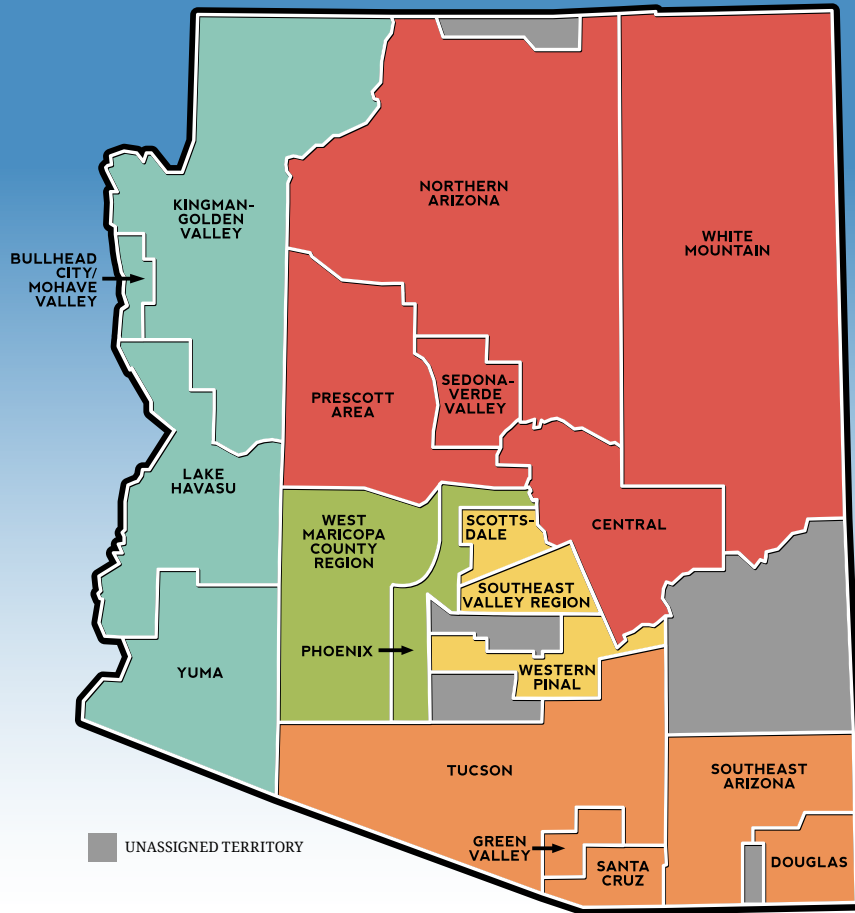 KINGMAN-
GOLDEN
VALLEY
NORTHERN
ARIZONA
WHITE
MOUNTAIN
BULLHEAD
CITY/
MOHAVE
VALLEY
PRESCOTT
AREA
SEDONA-
VERDE
VALLEY
LAKE
HAVASU
WEST
MARICOPA
COUNTY
REGION
SCOTTS-
DALE
CENTRAL
SOUTHEAST
VALLEY REGION
PHOENIX
YUMA
WESTERN
PINAL
TUCSON
SOUTHEAST
ARIZONA
GREEN
VALLEY
SANTA
CRUZ
DOUGLAS
UNASSIGNED TERRITORY